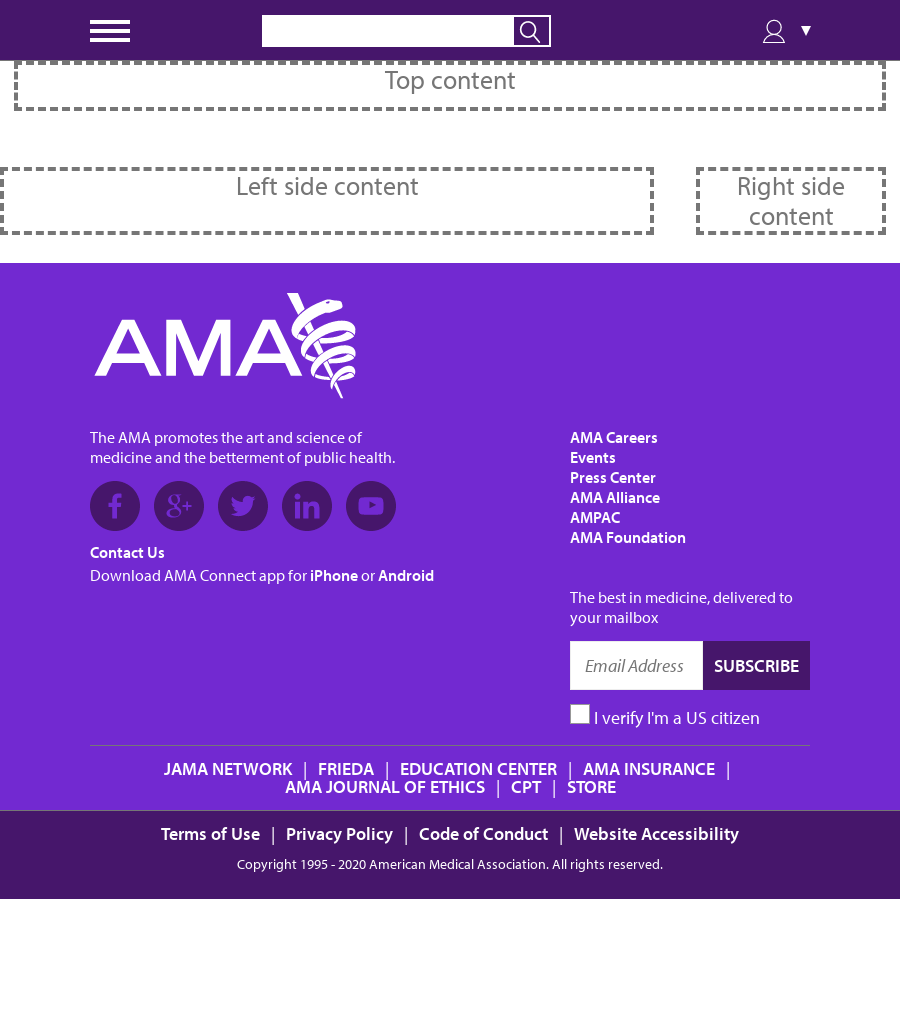 ▼
Top content
Left side content
Right side
content
AMA
The AMA promotes the art and science of
medicine and the betterment of public health.
Contact Us
Download AMA Connect app for iPhone or Android
AMA Careers
Events
Press Center
AMA Alliance
AMPAC
AMA Foundation
The best in medicine, delivered to
your mailbox
Email Address SUBSCRIBE
I verify I'm a US citizen
JAMA NETWORK | FRIEDA | EDUCATION CENTER | AMA INSURANCE |
AMA JOURNAL OF ETHICS | CPT | STORE
Terms of Use | Privacy Policy | Code of Conduct | Website Accessibility
Copyright 1995 - 2020 American Medical Association. All rights reserved.